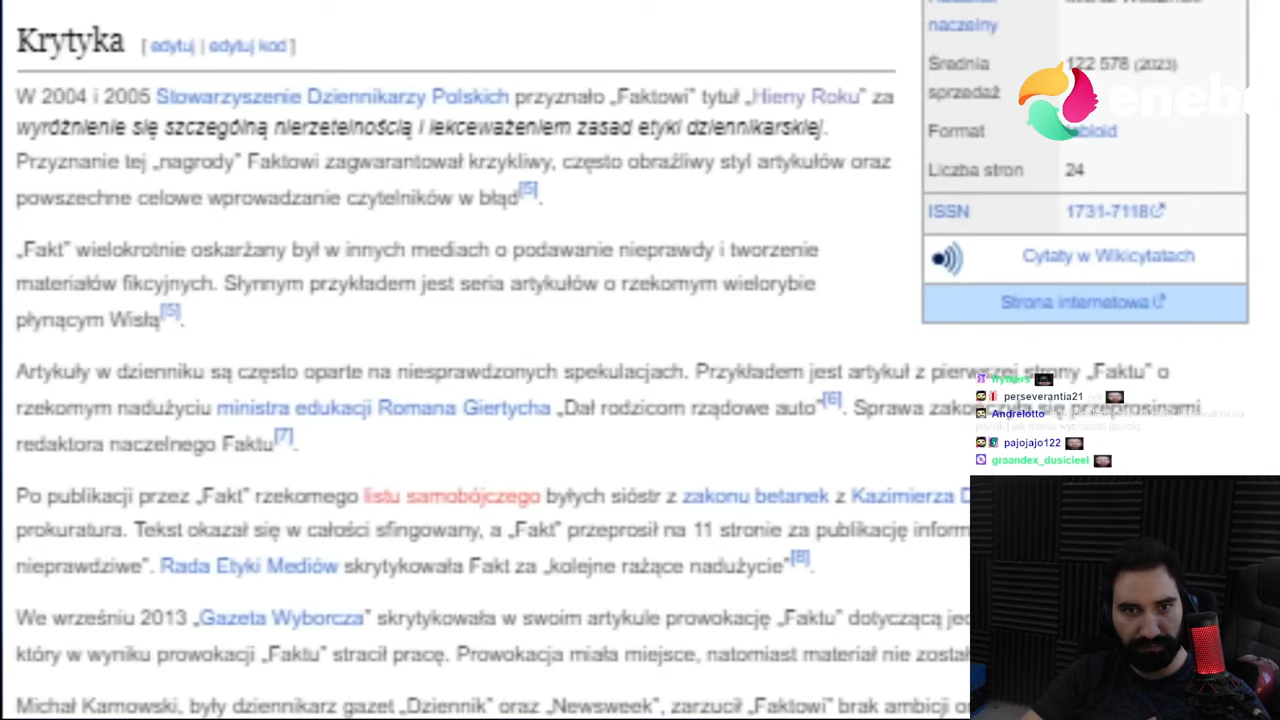 naczelny
Krytyka [ edytuj | edytuj kod ]
Średnia
sprzedaż
122 578 (2023)
Format
Liczba stron
24
ISSN
1731-7118
Cytaty w Wikicytatach
Strona internetowa
W 2004 i 2005 Stowarzyszenie Dziennikarzy Polskich przyznało „Faktowi” tytuł „Hieny Roku” za
wyróżnienie się szczególną nierzetelnością i lekceważeniem zasad etyki dziennikarskiej.
Przyznanie tej „nagrody” Faktowi zagwarantował krzykliwy, często obraźliwy styl artykułów oraz
powszechne celowe wprowadzanie czytelników w błąd[5].
„Fakt” wielokrotnie oskarżany był w innych mediach o podawanie nieprawdy i tworzenie
materiałów fikcyjnych. Słynnym przykładem jest seria artykułów o rzekomym wielorybie
płynącym Wisłą[5].
Artykuły w dzienniku są często oparte na niesprawdzonych spekulacjach. Przykładem jest artykuł z pierwszej strony „Faktu” o
rzekomym nadużyciu ministra edukacji Romana Giertycha „Dał rodzicom rządowe auto”[6]. Sprawa zakończyła się przeprosinami
redaktora naczelnego Faktu[7].
Po publikacji przez „Fakt” rzekomego listu samobójczego byłych sióstr z zakonu betanek z Kazimierza D
prokuratura. Tekst okazał się w całości sfingowany, a „Fakt” przeprosił na 11 stronie za publikację inform
nieprawdziwe”. Rada Etyki Mediów skrytykowała Fakt za „kolejne rażące nadużycie”[8].
We wrześniu 2013 „Gazeta Wyborcza” skrytykowała w swoim artykule prowokację „Faktu” dotyczącą jed
który w wyniku prowokacji „Faktu” stracił pracę. Prowokacja miała miejsce, natomiast materiał nie został
Michał Karnowski, były dziennikarz gazet „Dziennik” oraz „Newsweek”, zarzucił „Faktowi” brak ambicji or
eneb
perseverantia21
Andrelotto
pajojajo122
graandex_dusicieel